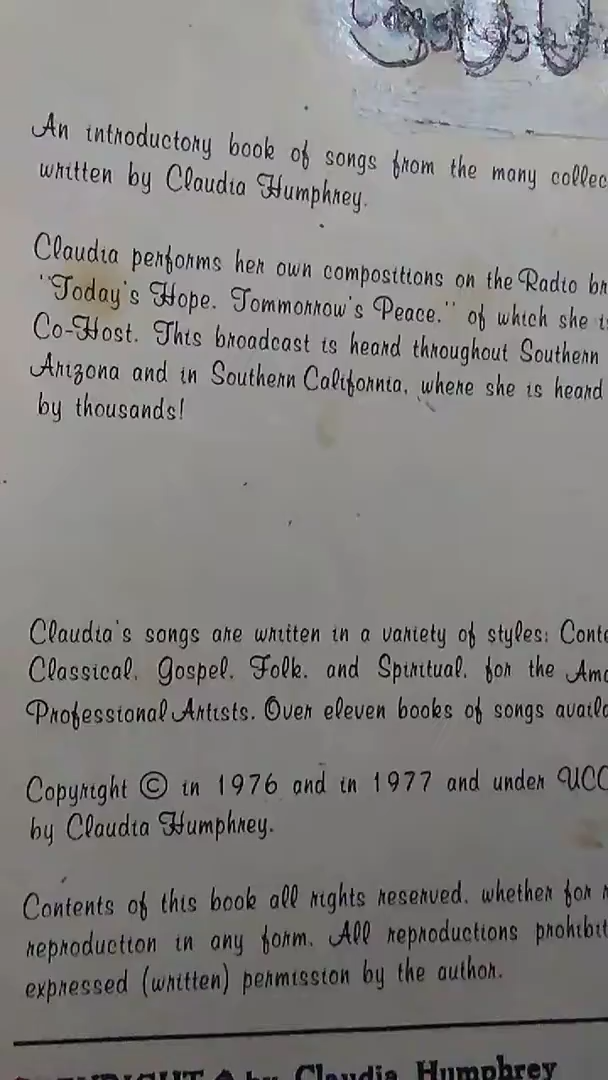 An introductory book of songs from the many collec
written by Claudia Humphrey.
Claudia performs her own compositions on the Radio br
"Today's Hope. Tommorrow's Peace." of which she is
Co-Host. This broadcast is heard throughout Southern
Arizona and in Southern California, where she is heard
by thousands!
Claudia's songs are written in a variety of styles: Conte
Classical, Gospel, Folk, and Spiritual, for the Ama
Professional Artists. Over eleven books of songs availa
Copyright © in 1976 and in 1977 and under UCC
by Claudia Humphrey.
Contents of this book all rights reserved, whether for r
reproduction in any form. All reproductions prohibit
expressed (written) permission by the author.
by Claudia Humphrey